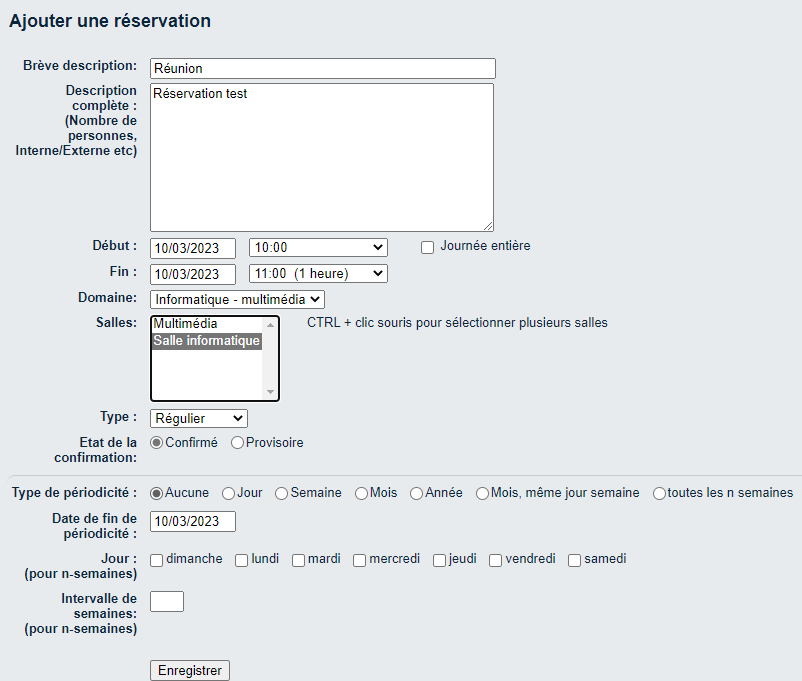 Ajouter une réservation
Brève description: Réunion
Description
complète :
(Nombre de
personnes,
Interne/Externe etc)
Réservation test
Début : 10/03/2023 10:00 Journée entière
Fin : 10/03/2023 11:00 (1 heure)
Domaine: Informatique - multimédia
Salles: Multimédia CTRL + clic souris pour sélectionner plusieurs salles
Salle informatique
Type : Régulier
Etat de la
confirmation:
Confirmé Provisoire
Type de périodicité : Aucune Jour Semaine Mois Année Mois, même jour semaine toutes les n semaines
Date de fin de
périodicité :
10/03/2023
Jour :
(pour n-semaines)
dimanche lundi mardi mercredi jeudi vendredi samedi
Intervalle de
semaines:
(pour n-semaines)
Enregistrer